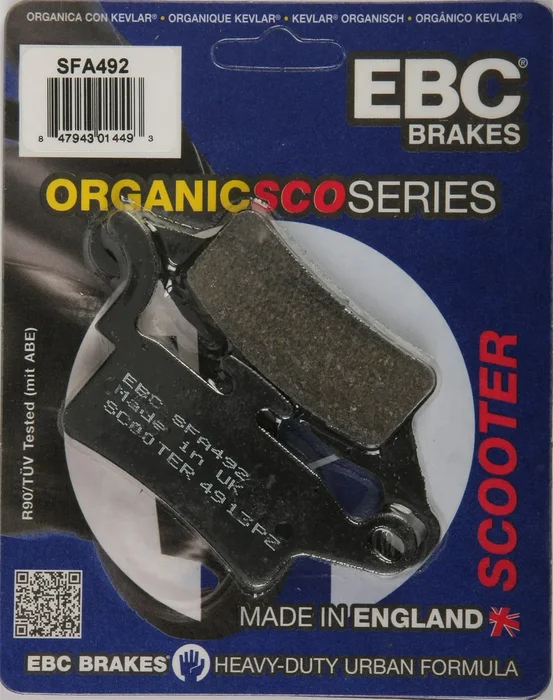 ORGANICA CON KEVLAR® • ORGANIQUE KEVLAR® • KEVLAR® ORGANISCH • ORGÂNICO KEVLAR®
SFA492
8 47943 01449 3
EBC®
BRAKES
ORGANICSCOSERIES
R90/TÜV Tested (mit ABE)
EBC SFA492
Made in UK
SCOOTER 4913PZ
SCOOTER
MADE IN ENGLAND
EBC BRAKES® HEAVY-DUTY URBAN FORMULA